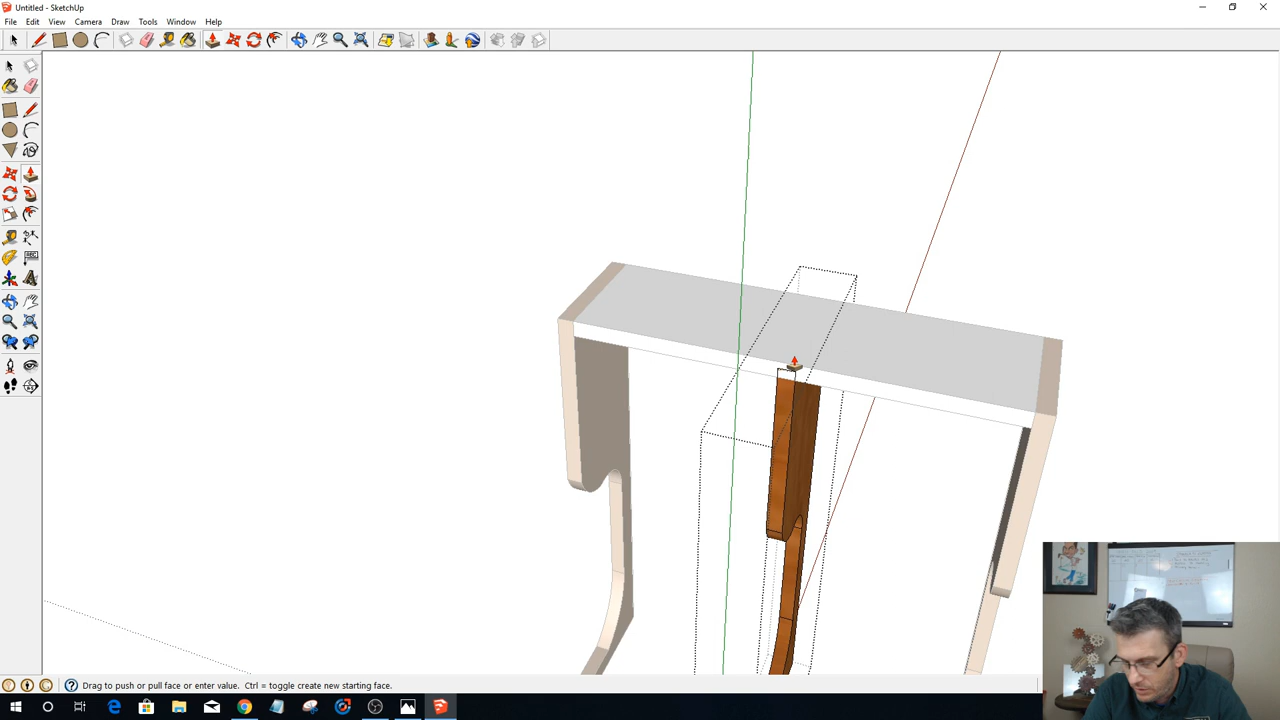 Untitled - SketchUp
File Edit View Camera Draw Tools Window Help
ABC
Drag to push or pull face or enter value. Ctrl = toggle create new starting face.